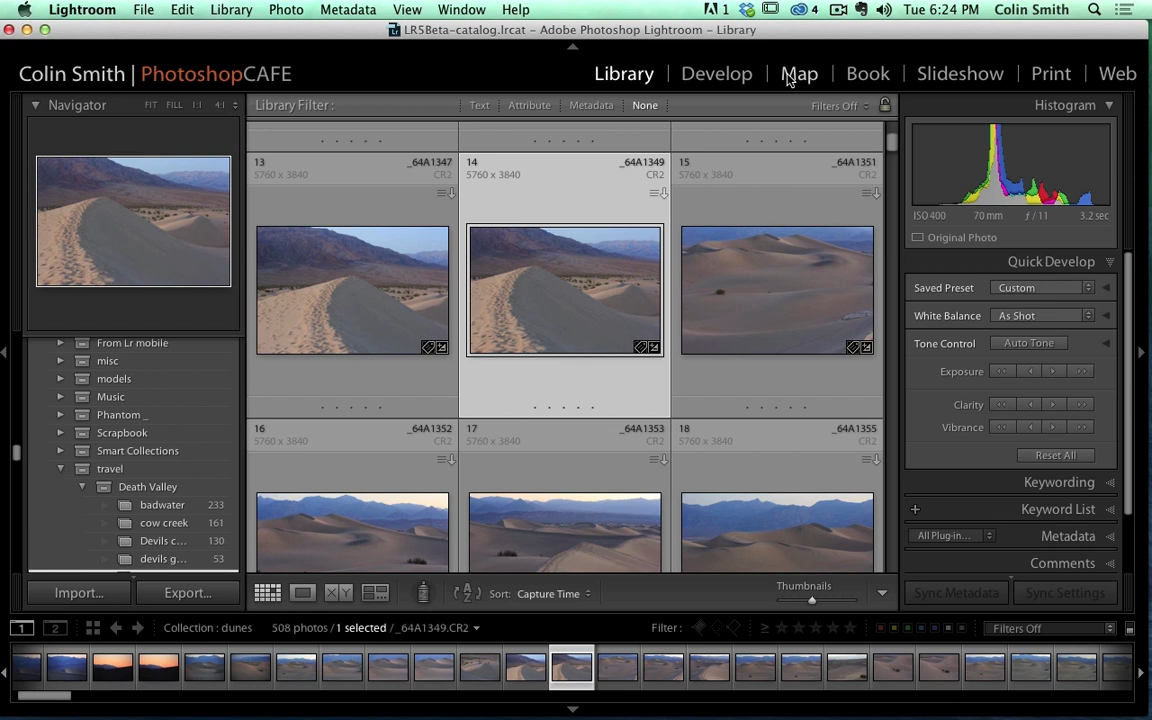 Lightroom File Edit Library Photo Metadata View Window Help 1 4 Tue 6:24 PM Colin Smith
LR5Beta-catalog.lrcat – Adobe Photoshop Lightroom – Library
Colin Smith | PhotoshopCAFE Library | Develop | Map | Book | Slideshow | Print | Web
Navigator FIT FILL 1:1 4:1
Library Filter : Text Attribute Metadata None Filters Off
Histogram
13 _64A1347
5760 x 3840 CR2
14 _64A1349
5760 x 3840 CR2
15 _64A1351
5760 x 3840 CR2
ISO 400 70 mm ƒ / 11 3.2 sec
Original Photo
Quick Develop
Saved Preset Custom
White Balance As Shot
Tone Control Auto Tone
Exposure
Clarity
Vibrance
Reset All
Keywording
Keyword List
All Plug-in... Metadata
Comments
From Lr mobile
misc
models
Music
Phantom _
Scrapbook
Smart Collections
travel
Death Valley
badwater 233
cow creek 161
Devils c... 130
devils g... 53
16 _64A1352
5760 x 3840 CR2
17 _64A1353
5760 x 3840 CR2
18 _64A1355
5760 x 3840 CR2
Import... Export...
XY AZ Sort: Capture Time Thumbnails
Sync Metadata Sync Settings
1 2 Collection : dunes 508 photos / 1 selected / _64A1349.CR2 Filter : Filters Off